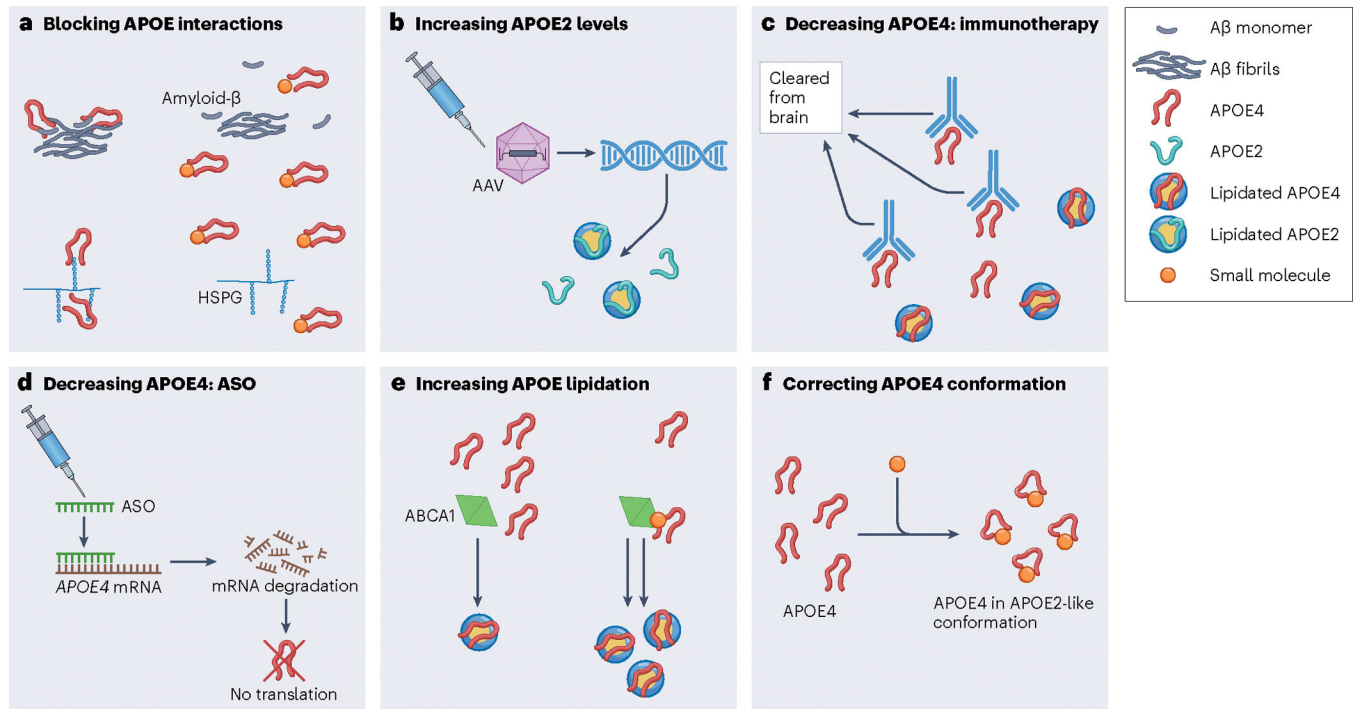 a Blocking APOE interactions
Amyloid-β
HSPG
b Increasing APOE2 levels
AAV
c Decreasing APOE4: immunotherapy
Cleared
from
brain
Aβ monomer
Aβ fibrils
APOE4
APOE2
Lipidated APOE4
Lipidated APOE2
Small molecule
d Decreasing APOE4: ASO
ASO
APOE4 mRNA
mRNA degradation
No translation
e Increasing APOE lipidation
ABCA1
f Correcting APOE4 conformation
APOE4
APOE4 in APOE2-like
conformation